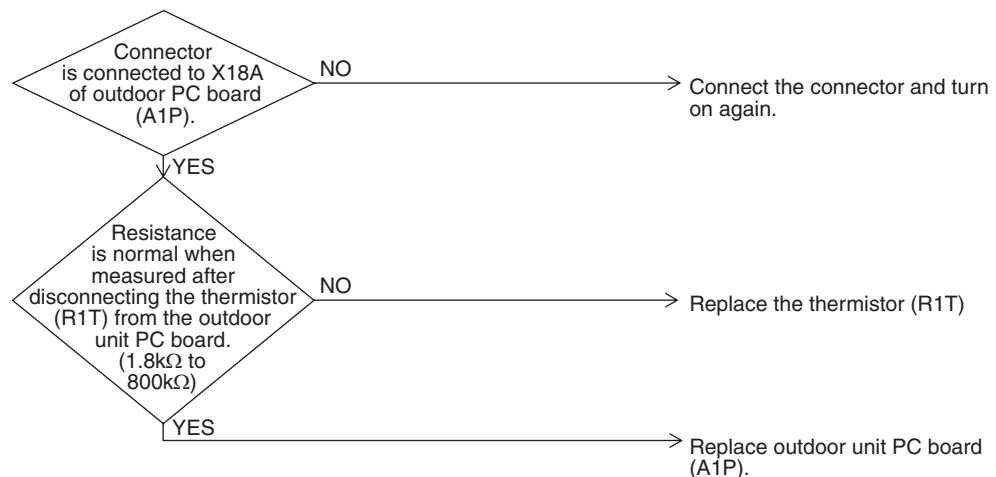 Connector
is connected to X18A
of outdoor PC board
(A1P).
NO
Connect the connector and turn
on again.
YES
Resistance
is normal when
measured after
disconnecting the thermistor
(R1T) from the outdoor
unit PC board.
(1.8kΩ to
800kΩ)
NO
Replace the thermistor (R1T)
YES
Replace outdoor unit PC board
(A1P).